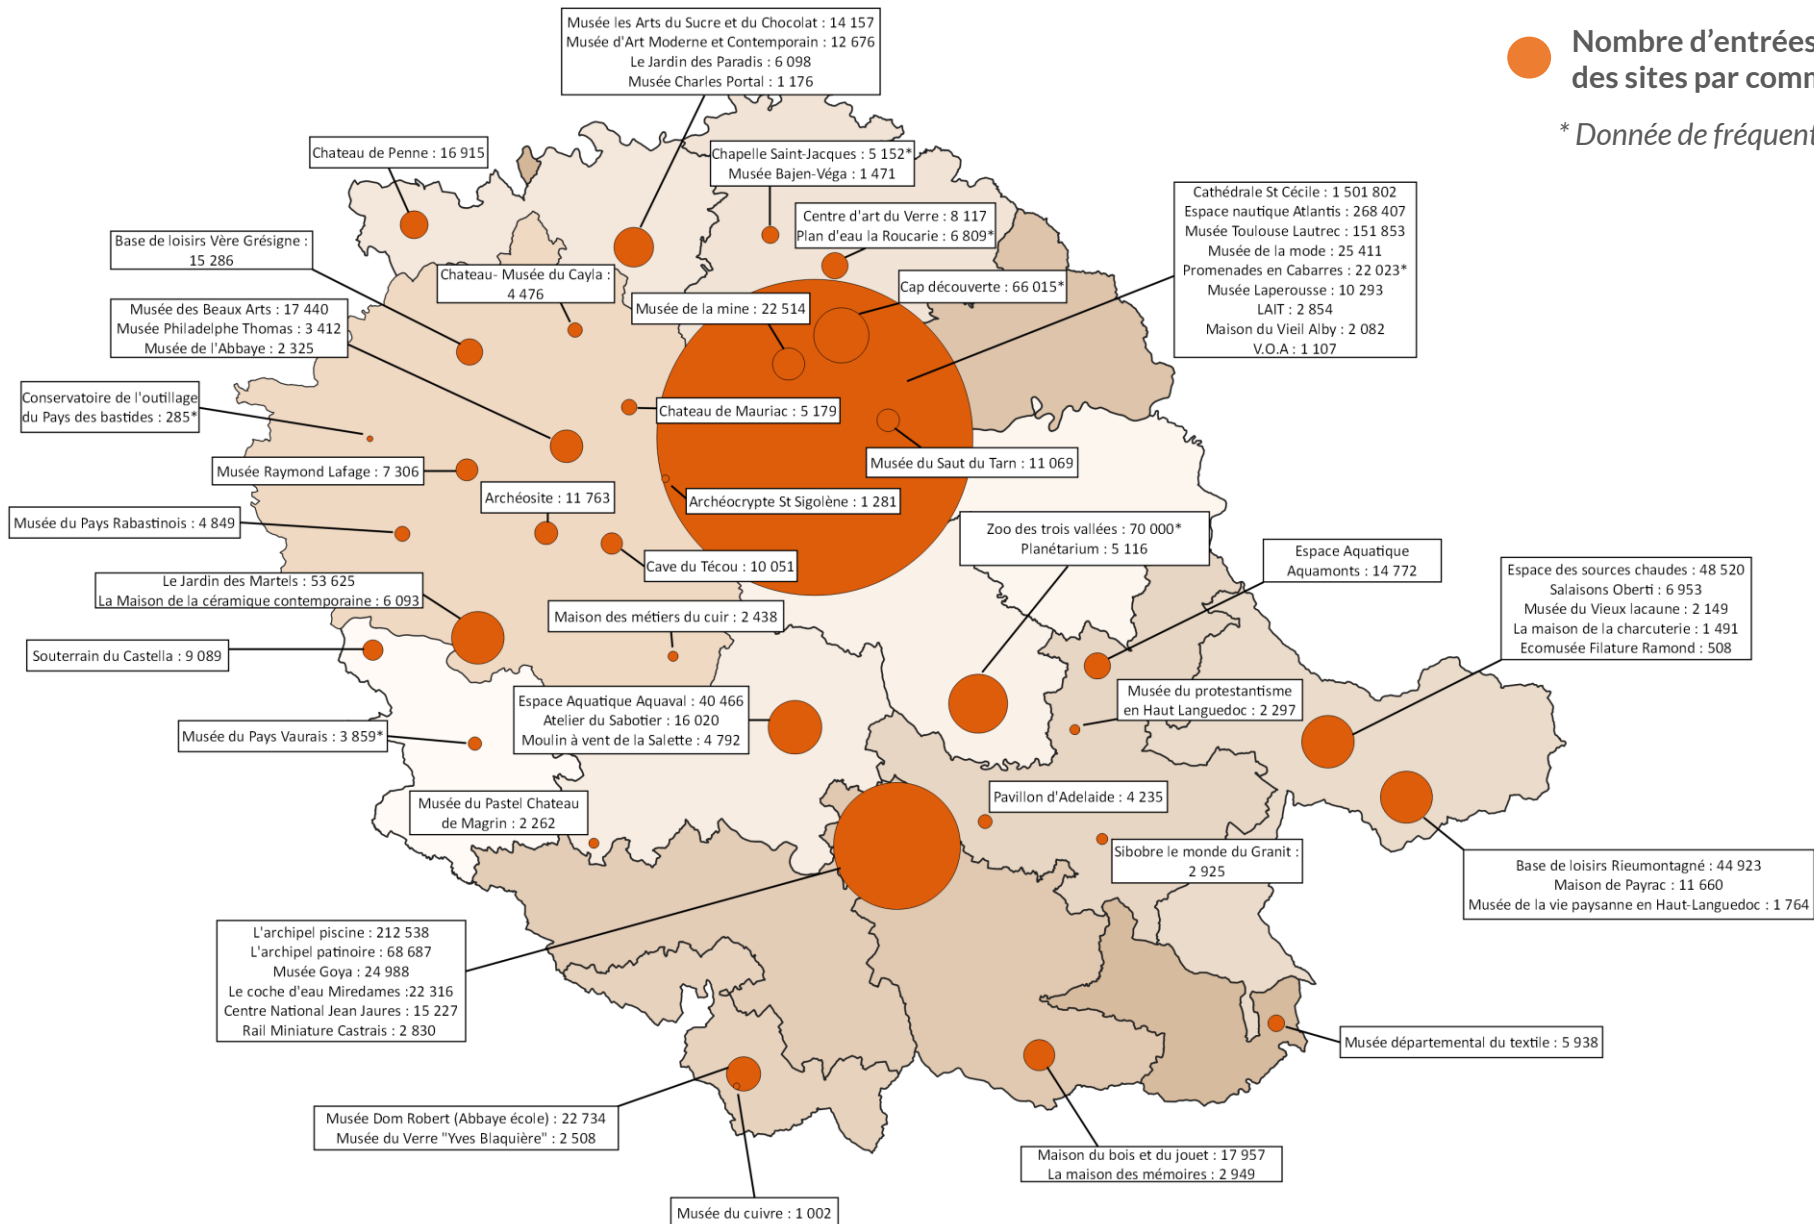 Musée les Arts du Sucre et du Chocolat : 14 157
Musée d'Art Moderne et Contemporain : 12 676
Le Jardin des Paradis : 6 098
Musée Charles Portal : 1 176
Nombre d'entrées
des sites par comm
* Donnée de fréquent
Chateau de Penne : 16 915
Chapelle Saint-Jacques : 5 152*
Musée Bajen-Véga : 1 471
Cathédrale St Cécile : 1 501 802
Espace nautique Atlantis : 268 407
Musée Toulouse Lautrec : 151 853
Musée de la mode : 25 411
Promenades en Cabarres : 22 023*
Musée Laperousse : 10 293
LAIT : 2 854
Maison du Vieil Alby : 2 082
V.O.A : 1 107
Centre d'art du Verre : 8 117
Plan d'eau la Roucarie : 6 809*
Base de loisirs Vère Grésigne :
15 286
Chateau- Musée du Cayla :
4 476
Cap découverte : 66 015*
Musée de la mine : 22 514
Musée des Beaux Arts : 17 440
Musée Philadelphe Thomas : 3 412
Musée de l'Abbaye : 2 325
Conservatoire de l'outillage
du Pays des bastides : 285*
Chateau de Mauriac : 5 179
Musée Raymond Lafage : 7 306
Musée du Saut du Tarn : 11 069
Archéosite : 11 763
Archéocrypte St Sigolène : 1 281
Musée du Pays Rabastinois : 4 849
Zoo des trois vallées : 70 000*
Planétarium : 5 116
Espace Aquatique
Aquamonts : 14 772
Cave du Técou : 10 051
Le Jardin des Martels : 53 625
La Maison de la céramique contemporaine : 6 093
Espace des sources chaudes : 48 520
Salaisons Oberti : 6 953
Musée du Vieux lacaune : 2 149
La maison de la charcuterie : 1 491
Ecomusée Filature Ramond : 508
Maison des métiers du cuir : 2 438
Souterrain du Castella : 9 089
Musée du protestantisme
en Haut Languedoc : 2 297
Espace Aquatique Aquaval : 40 466
Atelier du Sabotier : 16 020
Moulin à vent de la Salette : 4 792
Musée du Pays Vaurais : 3 859*
Musée du Pastel Chateau
de Magrin : 2 262
Pavillon d'Adelaide : 4 235
Sibobre le monde du Granit :
2 925
Base de loisirs Rieumontagné : 44 923
Maison de Payrac : 11 660
Musée de la vie paysanne en Haut-Languedoc : 1 764
L'archipel piscine : 212 538
L'archipel patinoire : 68 687
Musée Goya : 24 988
Le coche d'eau Miredames :22 316
Centre National Jean Jaures : 15 227
Rail Miniature Castrais : 2 830
Musée départemental du textile : 5 938
Musée Dom Robert (Abbaye école) : 22 734
Musée du Verre "Yves Blaquière" : 2 508
Maison du bois et du jouet : 17 957
La maison des mémoires : 2 949
Musée du cuivre : 1 002